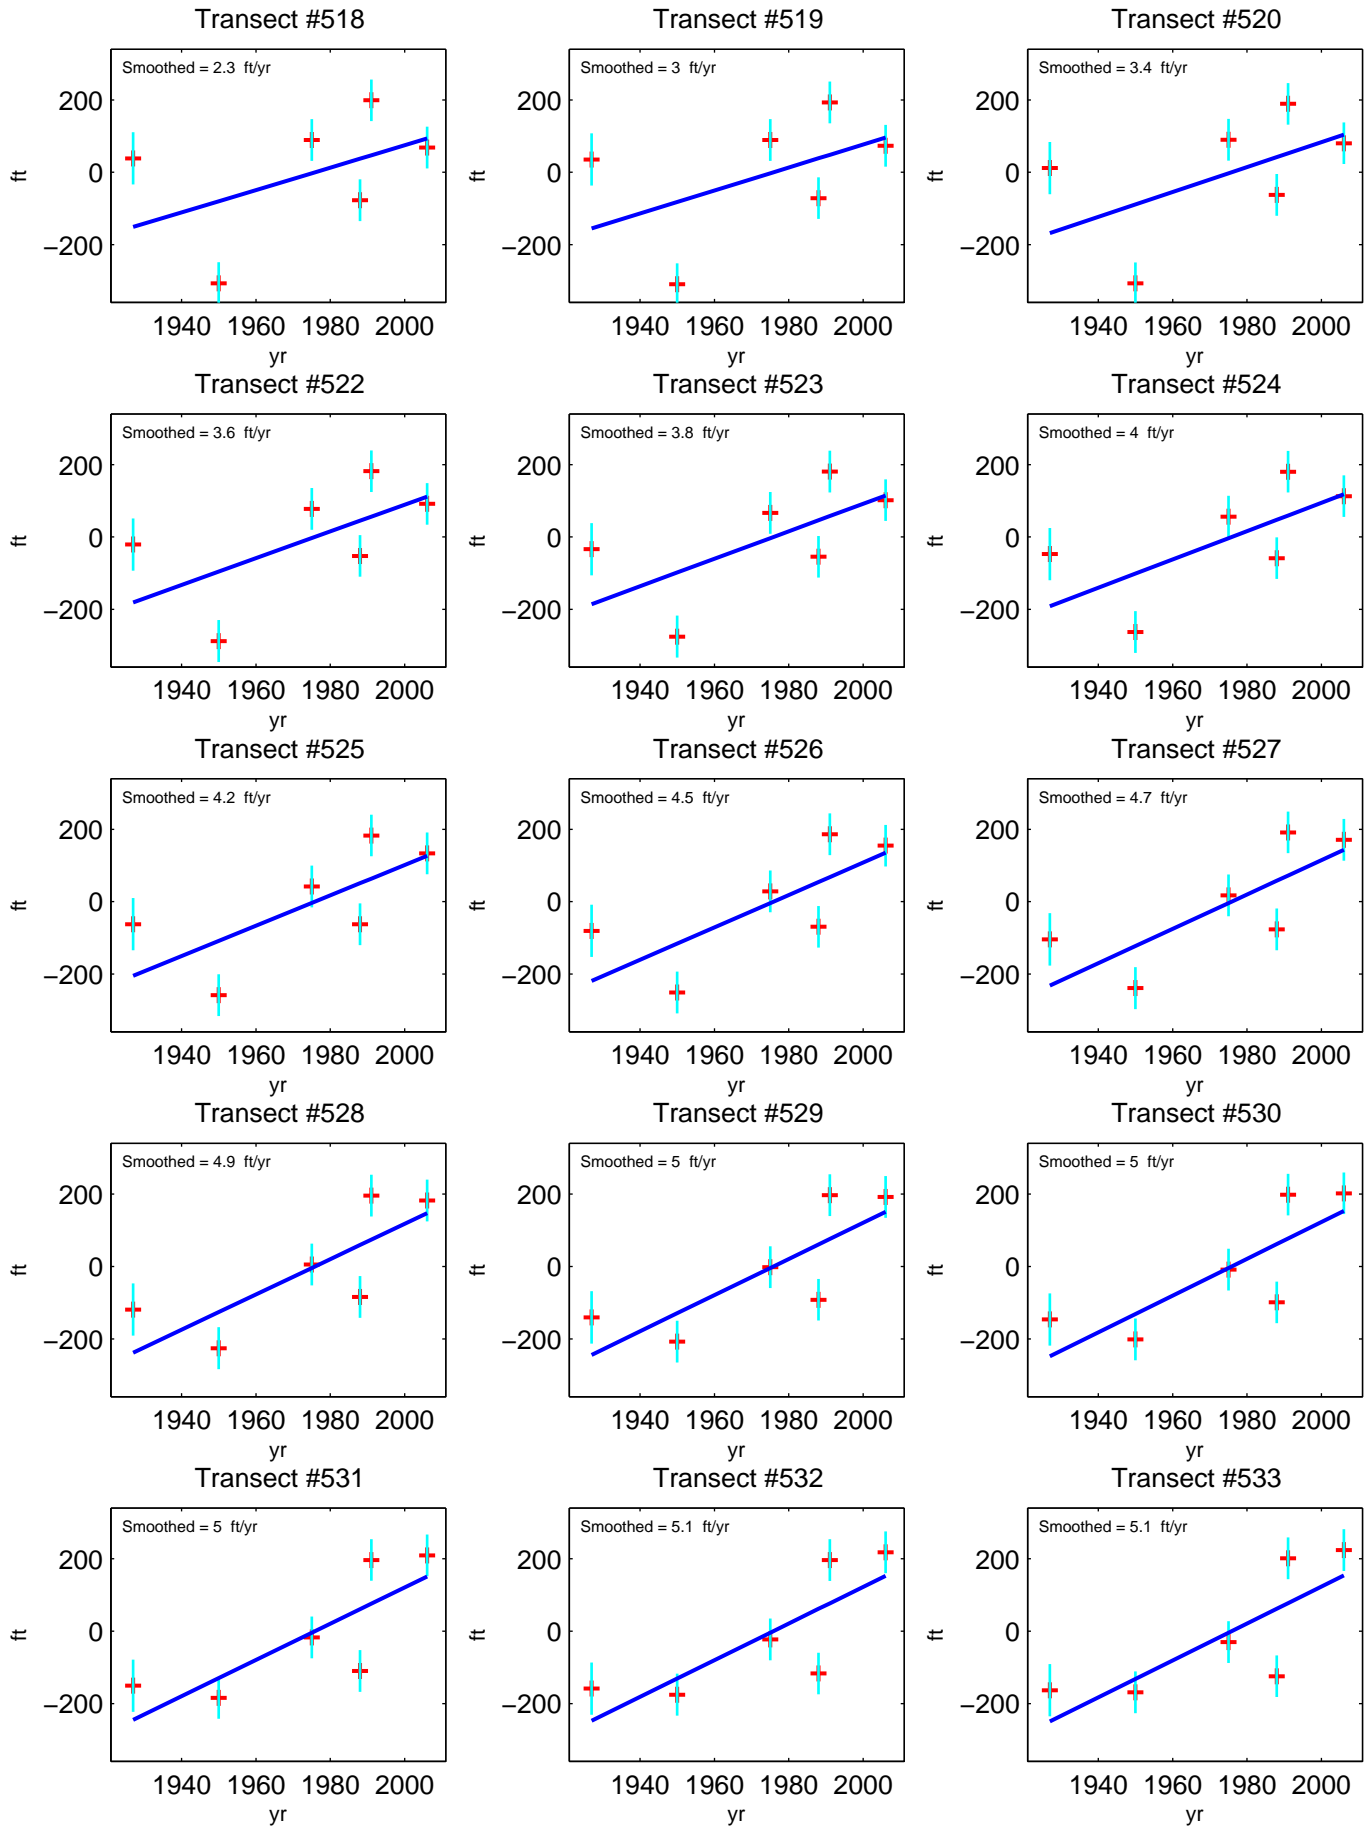 Transect #518
Transect #519
Transect #520
Smoothed = 2.3 ft/yr
Smoothed = 3 ft/yr
Smoothed = 3.4 ft/yr
200
0
−200
ft
1940 1960 1980 2000
yr
200
0
−200
ft
1940 1960 1980 2000
yr
200
0
−200
ft
1940 1960 1980 2000
yr
Transect #522
Transect #523
Transect #524
Smoothed = 3.6 ft/yr
Smoothed = 3.8 ft/yr
Smoothed = 4 ft/yr
200
0
−200
ft
1940 1960 1980 2000
yr
200
0
−200
ft
1940 1960 1980 2000
yr
200
0
−200
ft
1940 1960 1980 2000
yr
Transect #525
Transect #526
Transect #527
Smoothed = 4.2 ft/yr
Smoothed = 4.5 ft/yr
Smoothed = 4.7 ft/yr
200
0
−200
ft
1940 1960 1980 2000
yr
200
0
−200
ft
1940 1960 1980 2000
yr
200
0
−200
ft
1940 1960 1980 2000
yr
Transect #528
Transect #529
Transect #530
Smoothed = 4.9 ft/yr
Smoothed = 5 ft/yr
Smoothed = 5 ft/yr
200
0
−200
ft
1940 1960 1980 2000
yr
200
0
−200
ft
1940 1960 1980 2000
yr
200
0
−200
ft
1940 1960 1980 2000
yr
Transect #531
Transect #532
Transect #533
Smoothed = 5 ft/yr
Smoothed = 5.1 ft/yr
Smoothed = 5.1 ft/yr
200
0
−200
ft
1940 1960 1980 2000
yr
200
0
−200
ft
1940 1960 1980 2000
yr
200
0
−200
ft
1940 1960 1980 2000
yr